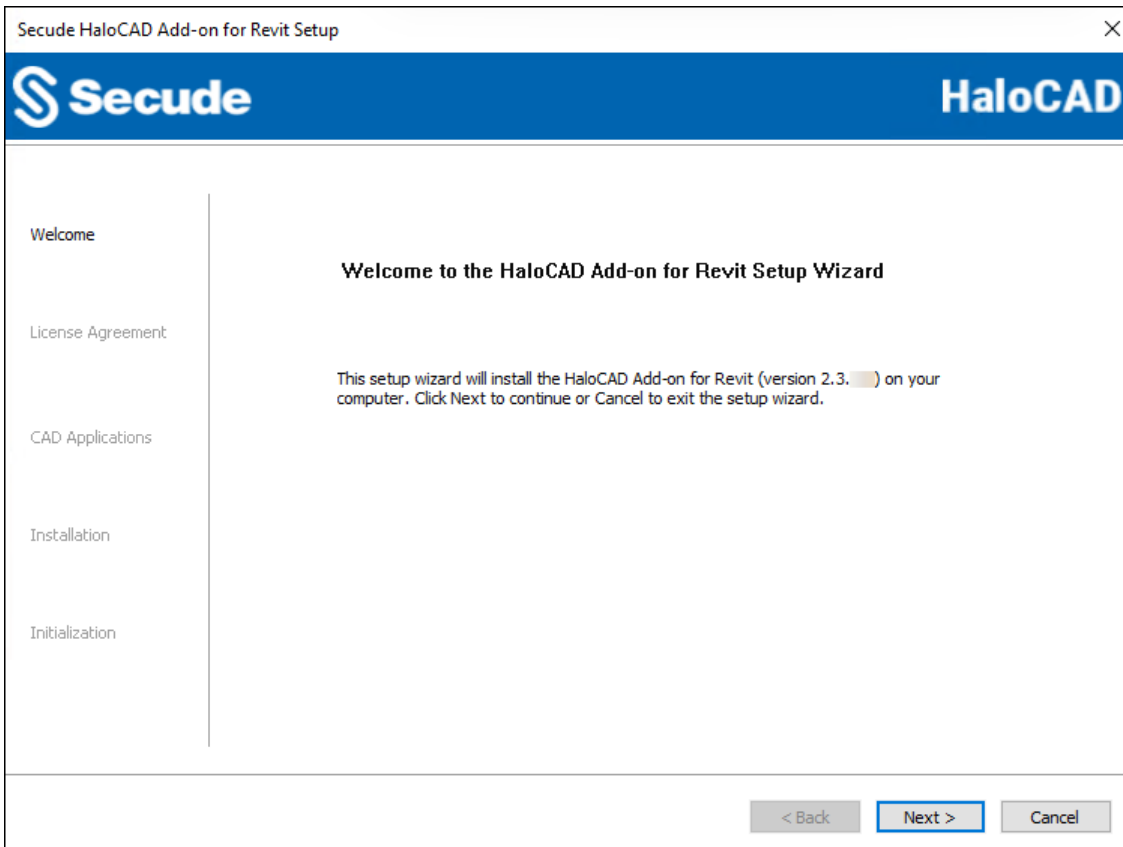 Secude HaloCAD Add-on for Revit Setup
Secude
HaloCAD
Welcome
License Agreement
CAD Applications
Installation
Initialization
Welcome to the HaloCAD Add-on for Revit Setup Wizard
This setup wizard will install the HaloCAD Add-on for Revit (version 2.3. ) on your
computer. Click Next to continue or Cancel to exit the setup wizard.
< Back
Next >
Cancel